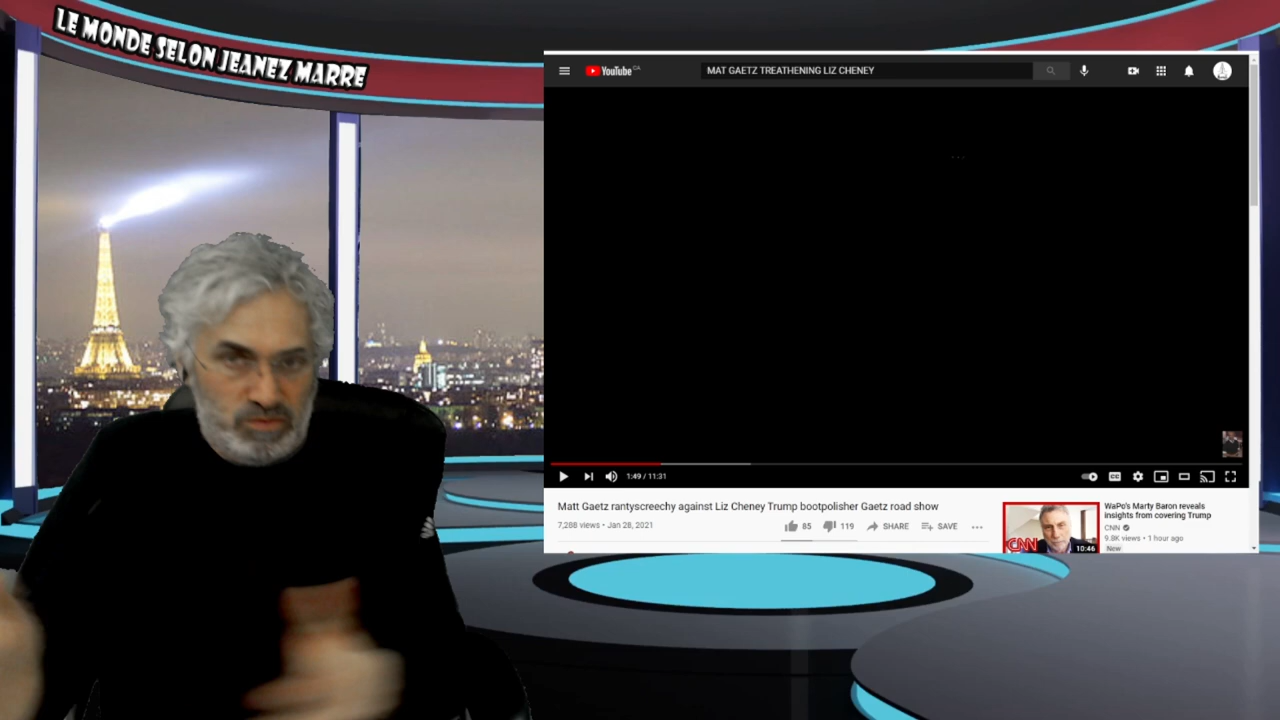 LE MONDE SELON JEANEZ MARRE
YouTube CA
MAT GAETZ TREATHENING LIZ CHENEY
1:49 / 11:31
Matt Gaetz rantyscreechy against Liz Cheney Trump bootpolisher Gaetz road show
7,288 views • Jan 28, 2021
85
119
SHARE
SAVE
CNN
10:46
WaPo's Marty Baron reveals
insights from covering Trump
CNN
9.8K views • 1 hour ago
New